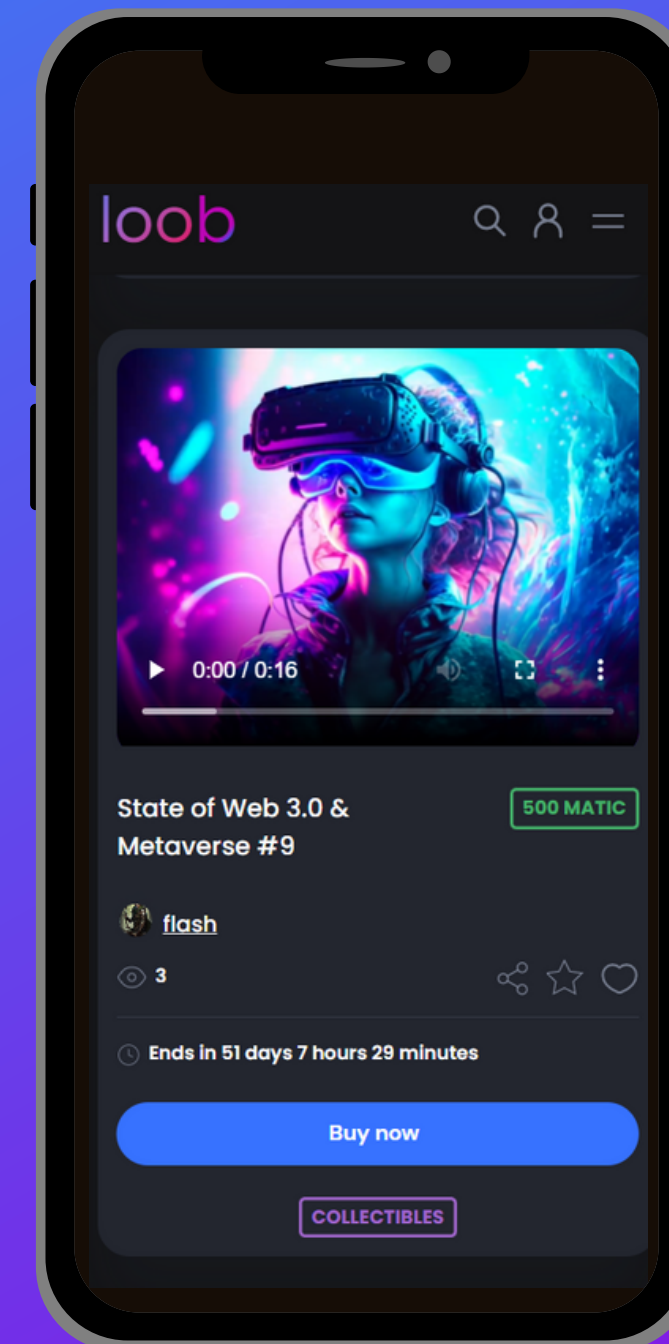 loob
0:00 / 0:16
State of Web 3.0 &
Metaverse #9
500 MATIC
flash
3
Ends in 51 days 7 hours 29 minutes
Buy now
COLLECTIBLES